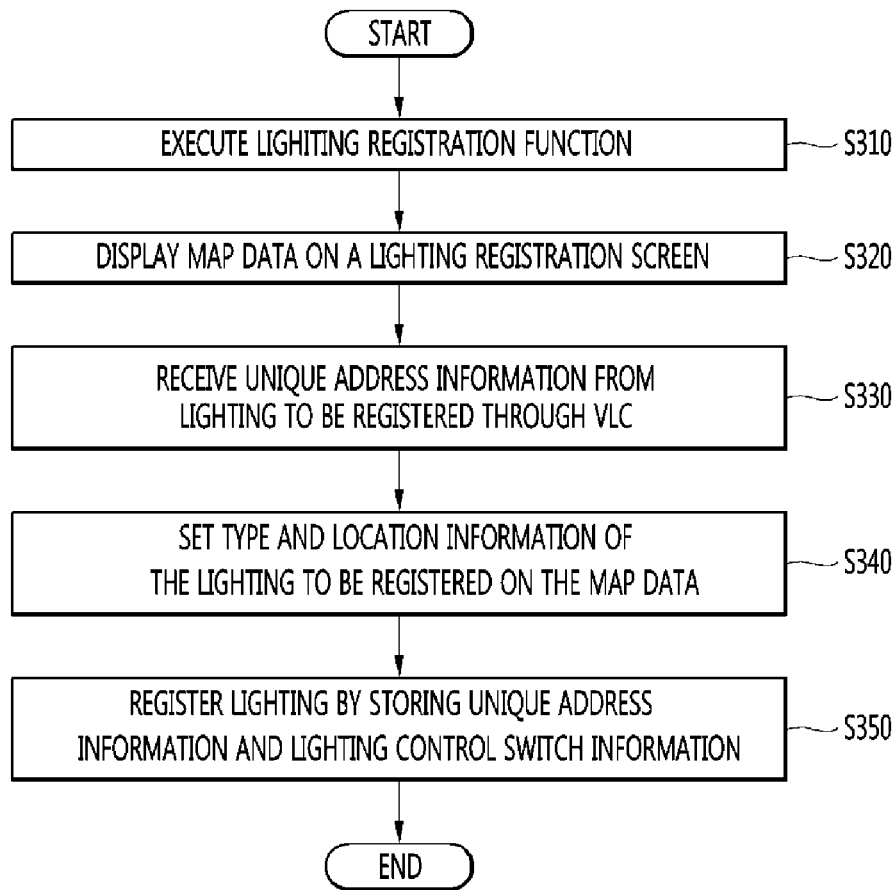 START
EXECUTE LIGHITING REGISTRATION FUNCTION
S310
DISPLAY MAP DATA ON A LIGHTING REGISTRATION SCREEN
S320
RECEIVE UNIQUE ADDRESS INFORMATION FROM
LIGHTING TO BE REGISTERED THROUGH VLC
S330
SET TYPE AND LOCATION INFORMATION OF
THE LIGHTING TO BE REGISTERED ON THE MAP DATA
S340
REGISTER LIGHTING BY STORING UNIQUE ADDRESS
INFORMATION AND LIGHTING CONTROL SWITCH INFORMATION
S350
END